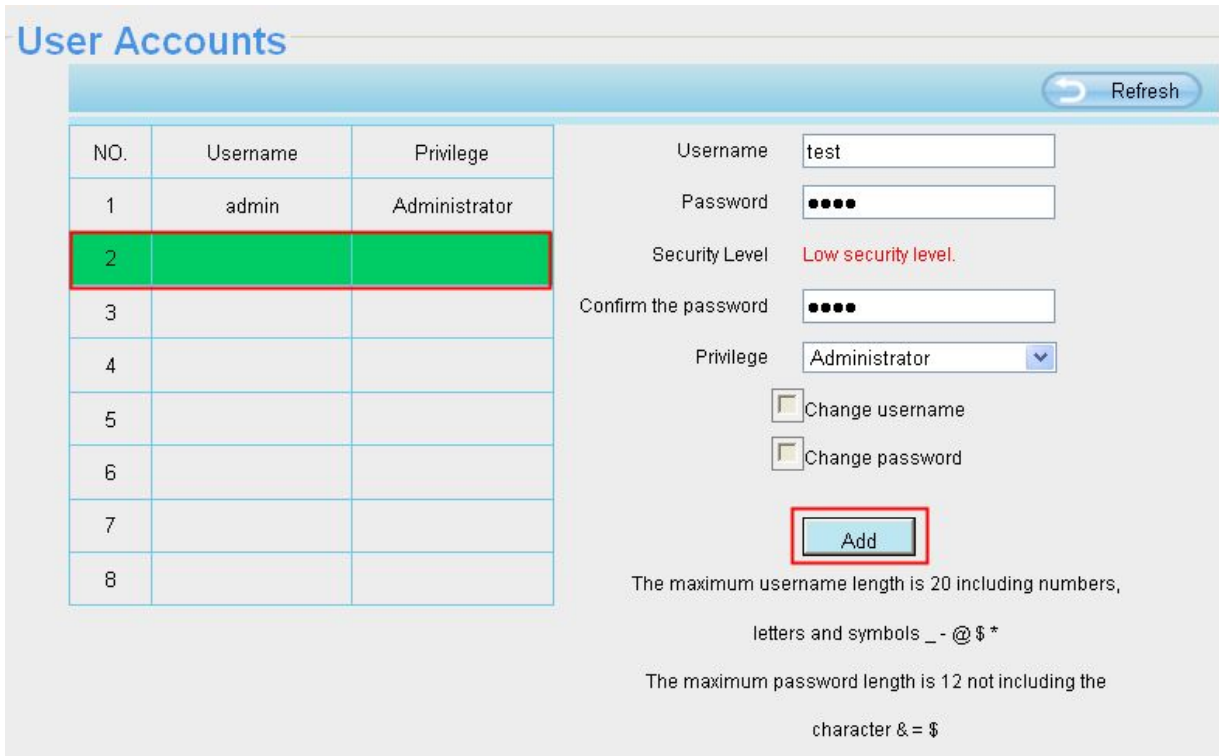 User Accounts
Refresh
NO. Username Privilege
1 admin Administrator
2
3
4
5
6
7
8
Username test
Password ••••
Security Level Low security level.
Confirm the password ••••
Privilege Administrator
Change username
Change password
Add
The maximum username length is 20 including numbers,
letters and symbols _ - @ $ *
The maximum password length is 12 not including the
character & = $